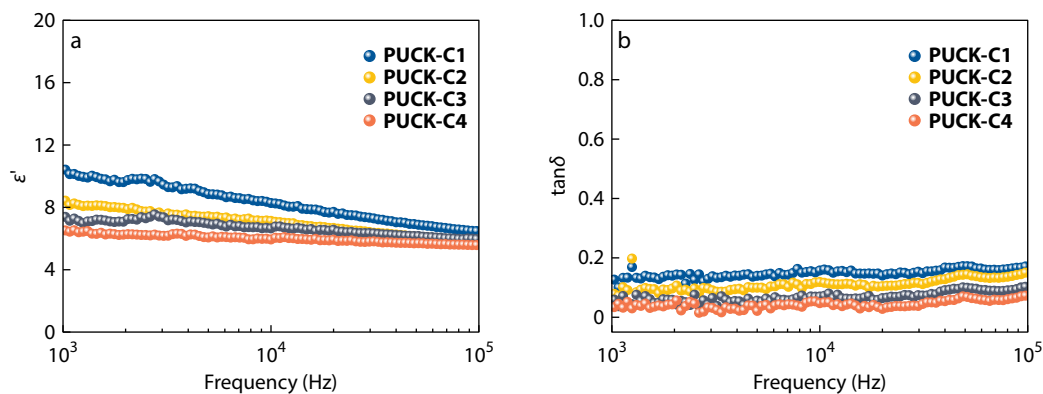 a
PUCK-C1
PUCK-C2
PUCK-C3
PUCK-C4
20
16
12
8
4
0
ε'
10³
10⁴
10⁵
Frequency (Hz)
b
PUCK-C1
PUCK-C2
PUCK-C3
PUCK-C4
1.0
0.8
0.6
0.4
0.2
0
tanδ
10³
10⁴
10⁵
Frequency (Hz)